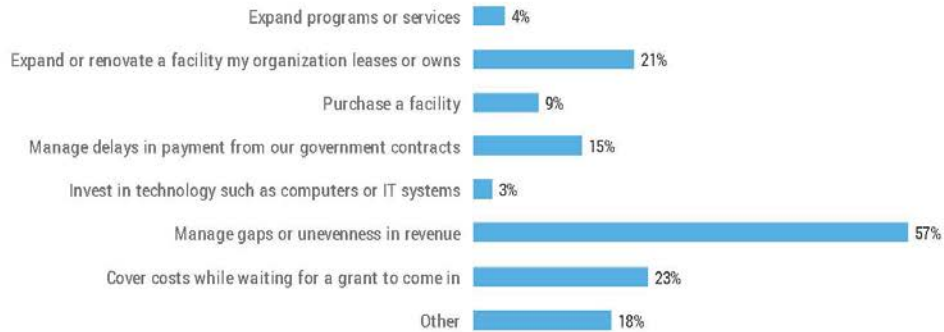 Expand programs or services 4%
Expand or renovate a facility my organization leases or owns 21%
Purchase a facility 9%
Manage delays in payment from our government contracts 15%
Invest in technology such as computers or IT systems 3%
Manage gaps or unevenness in revenue 57%
Cover costs while waiting for a grant to come in 23%
Other 18%